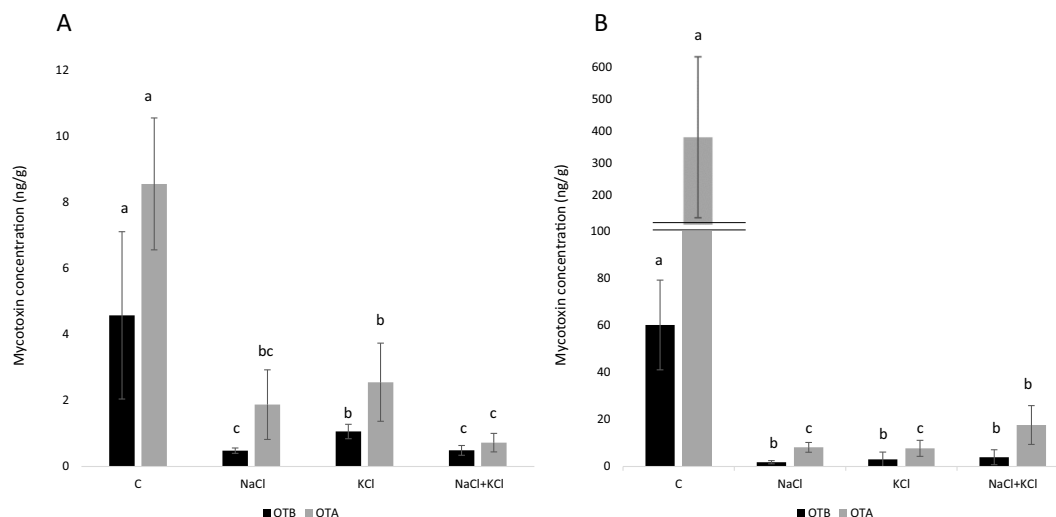 A
Mycotoxin concentration (ng/g)
12
10
8
6
4
2
0
a
a
c
bc
b
b
c
c
C NaCl KCl NaCl+KCl
OTB OTA
B
Mycotoxin concentration (ng/g)
600
500
400
300
200
100
80
60
40
20
0
a
a
b
c
b
c
b
b
C NaCl KCl NaCl+KCl
OTB OTA